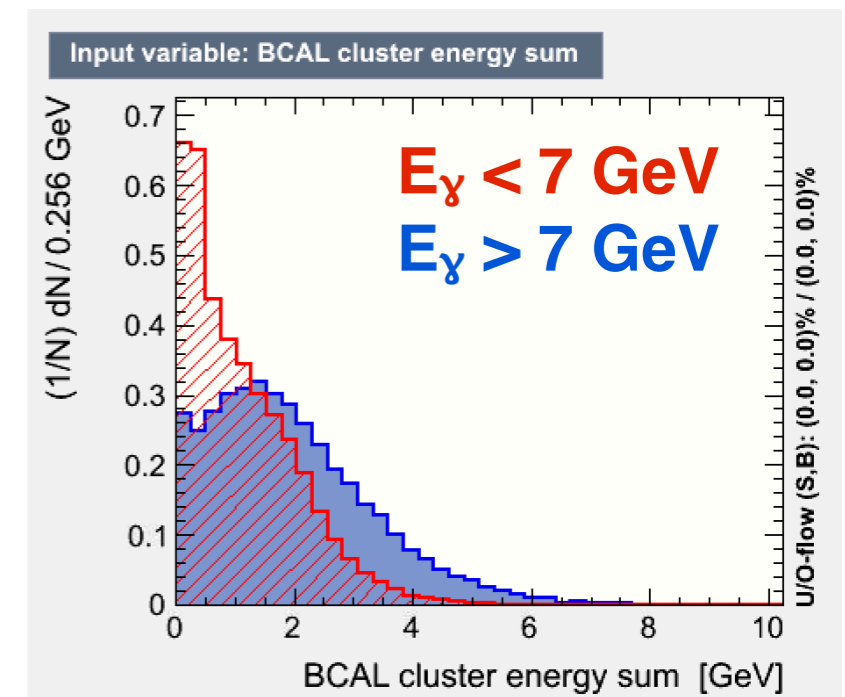 Input variable: BCAL cluster energy sum
(1/N) dN / 0.256 GeV
0.7
0.6
0.5
0.4
0.3
0.2
0.1
0
Eγ < 7 GeV
Eγ > 7 GeV
0 2 4 6 8 10
BCAL cluster energy sum [GeV]
U/O-flow (S,B): (0.0, 0.0)% / (0.0, 0.0)%